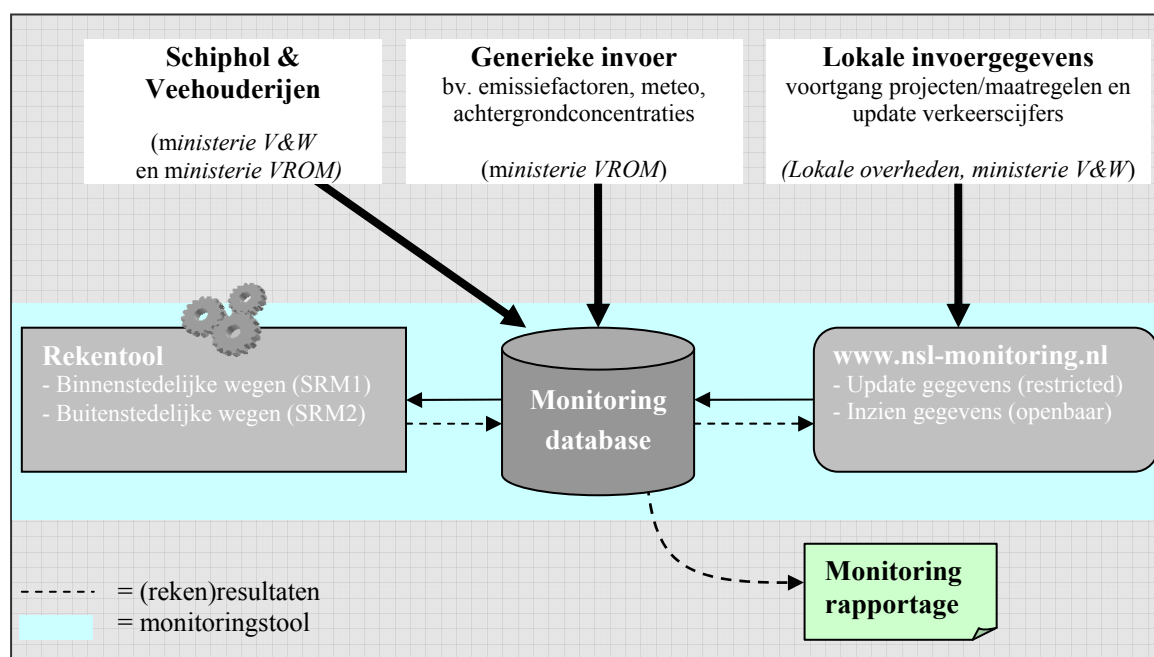 Schiphol &
Veehouderijen
(ministerie V&W
en ministerie VROM)
Generieke invoer
bv. emissiefactoren, meteo,
achtergrondconcentraties
(ministerie VROM)
Lokale invoergegevens
voortgang projecten/maatregelen en
update verkeerscijfers
(Lokale overheden, ministerie V&W)
Rekentool
- Binnenstedelijke wegen (SRM1)
- Buitenstedelijke wegen (SRM2)
Monitoring
database
www.nsl-monitoring.nl
- Update gegevens (restricted)
- Inzien gegevens (openbaar)
Monitoring
rapportage
= (reken)resultaten
= monitoringstool